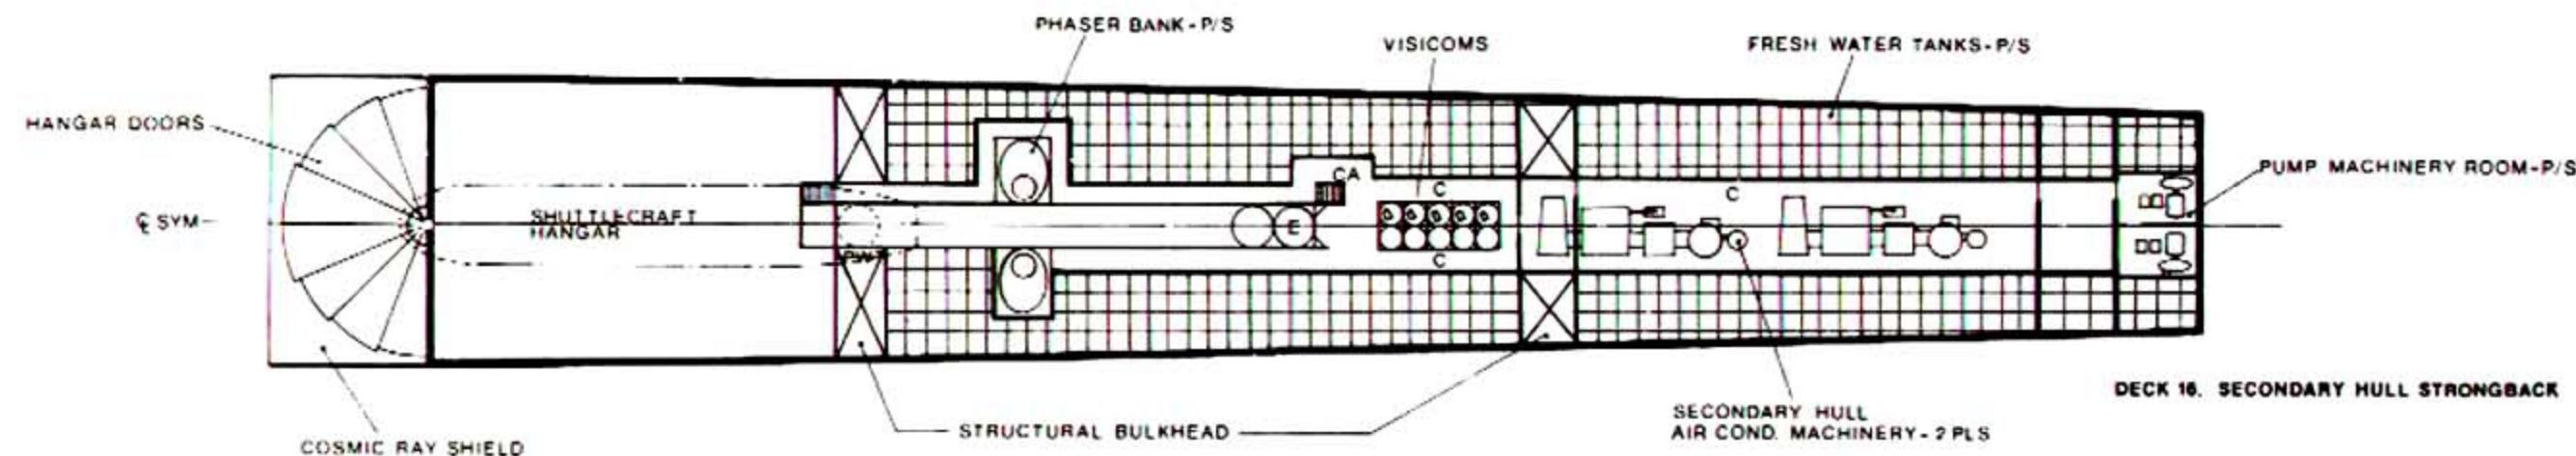 PHASER BANK-P/S
VISICOMS
FRESH WATER TANKS-P/S
HANGAR DOORS
CA
C
C
PUMP MACHINERY ROOM-P/S
℄ SYM
SHUTTLECRAFT
HANGAR
E
PW
C
DECK 16. SECONDARY HULL STRONGBACK
STRUCTURAL BULKHEAD
SECONDARY HULL
AIR COND. MACHINERY-2 PLS
COSMIC RAY SHIELD